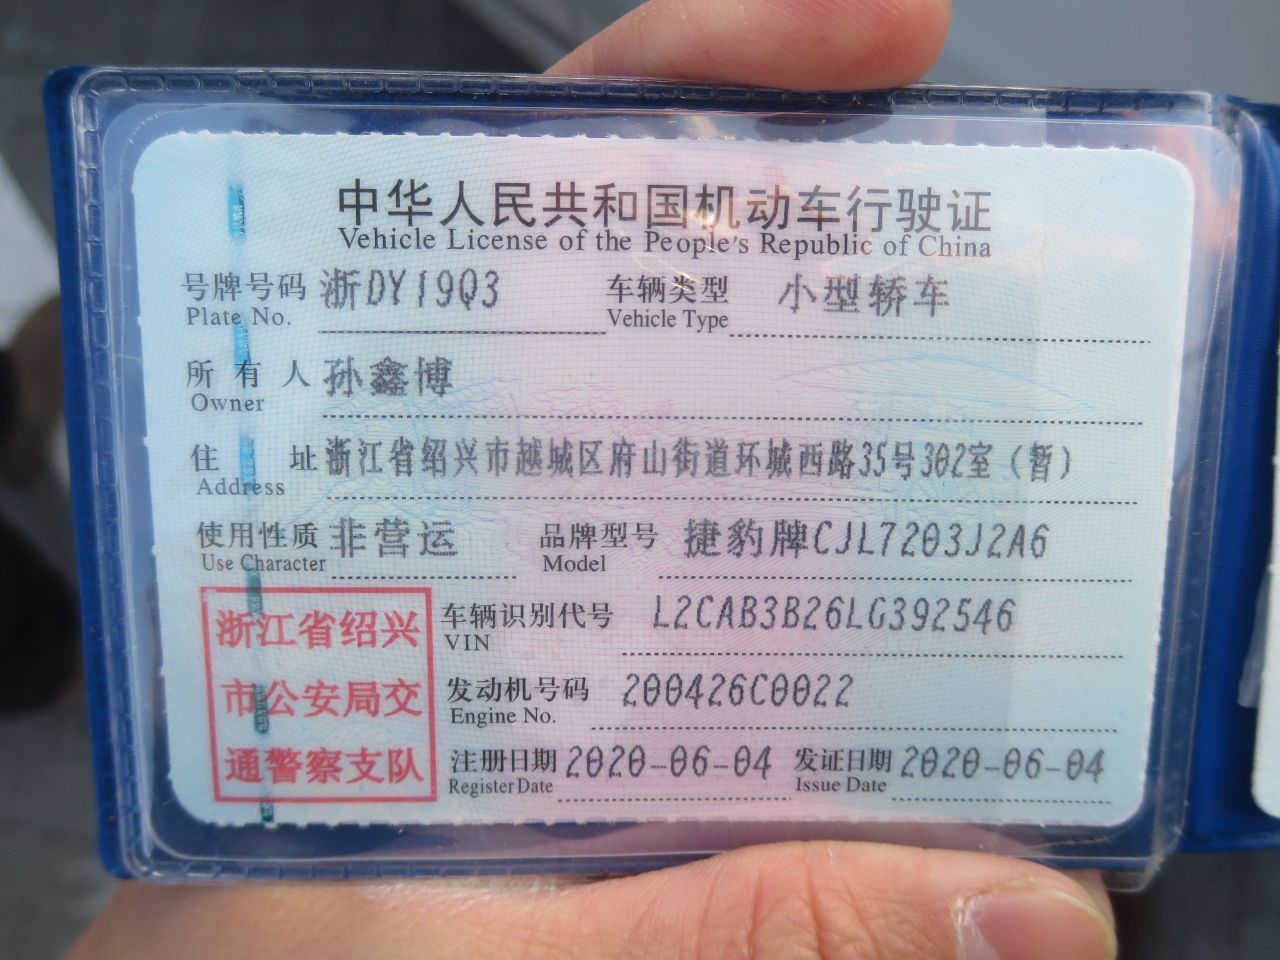 中华人民共和国机动车行驶证
Vehicle License of the People's Republic of China
号牌号码 浙DY19Q3 车辆类型 小型轿车
Plate No. Vehicle Type
所有人 孙鑫博
Owner
住址 浙江省绍兴市越城区府山街道环城西路35号302室（暂）
Address
使用性质 非营运 品牌型号 捷豹牌CJL7203J2A6
Use Character Model
浙江省绍兴
市公安局交
通警察支队
车辆识别代号 L2CAB3B26LG392546
VIN
发动机号码 200426C0022
Engine No.
注册日期 2020-06-04 发证日期 2020-06-04
Register Date Issue Date